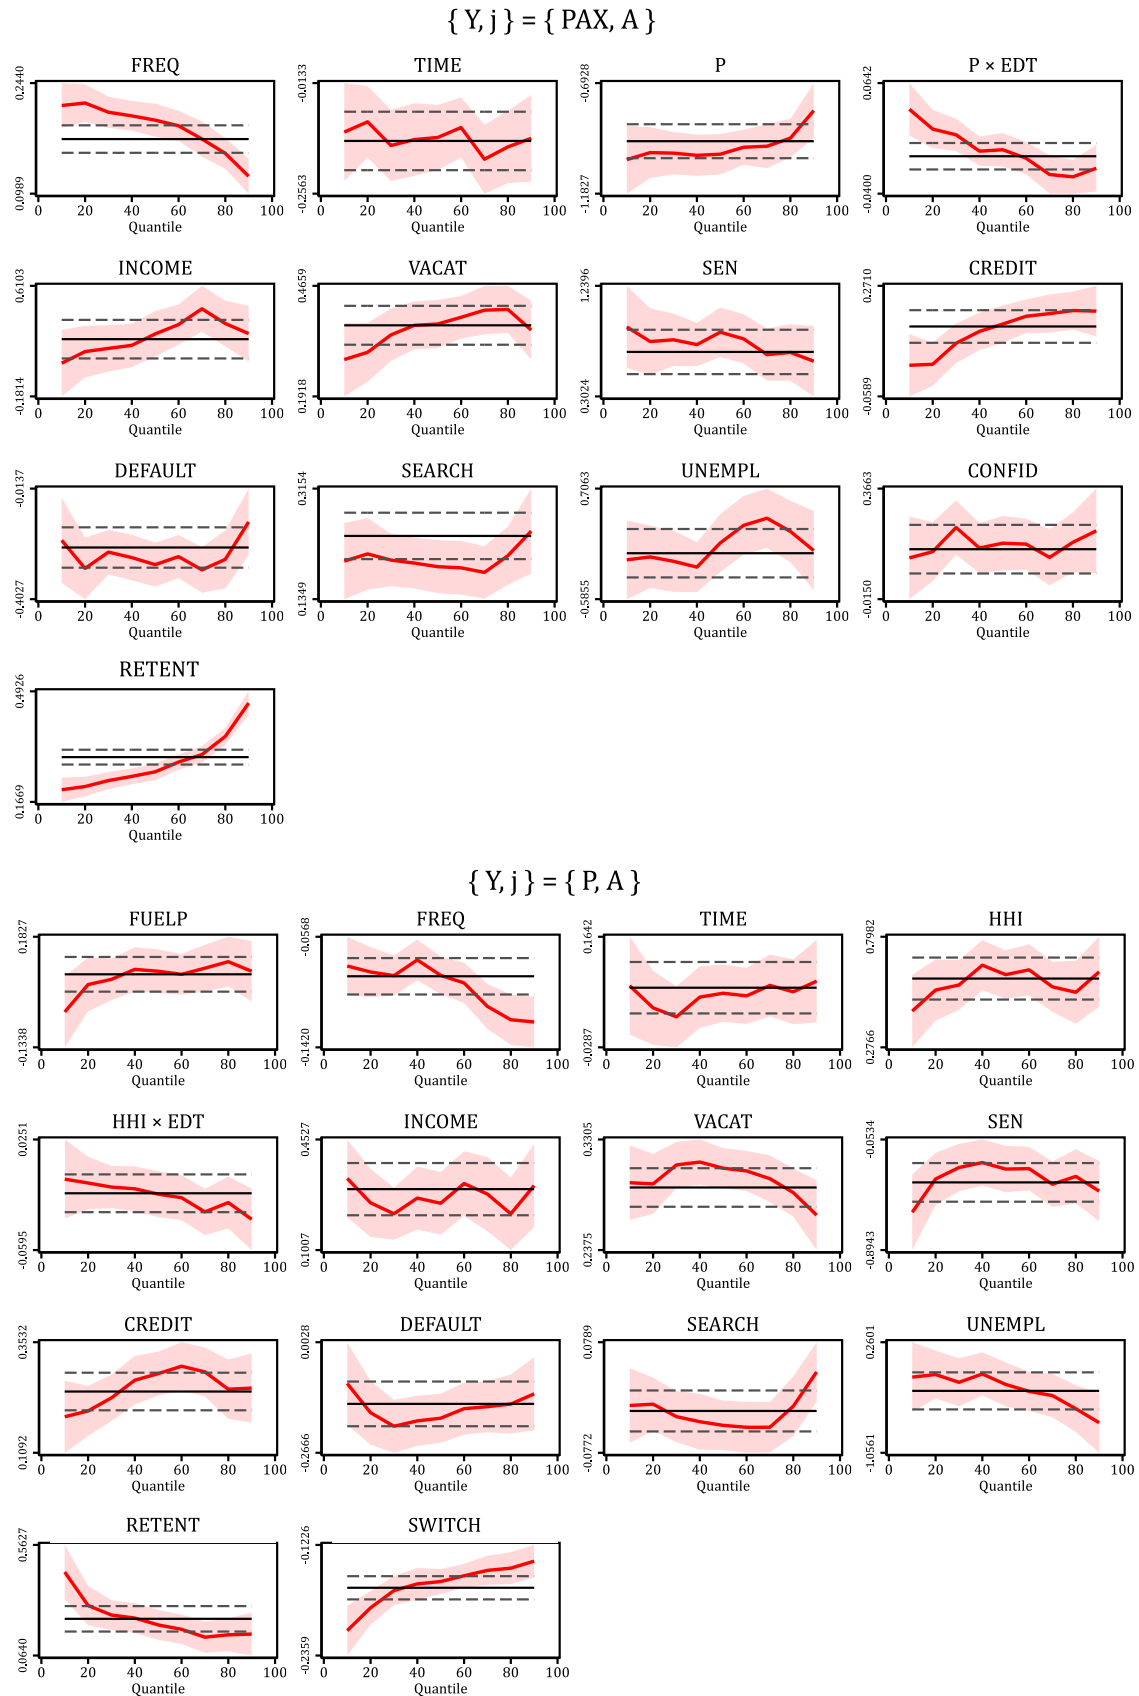 { Y, j } = { PAX, A }
FREQ
0.2440
0.0989
0 20 40 60 80 100
Quantile
TIME
-0.0133
-0.2563
0 20 40 60 80 100
Quantile
P
-0.6928
-1.1827
0 20 40 60 80 100
Quantile
P × EDT
0.0642
-0.0400
0 20 40 60 80 100
Quantile
INCOME
0.6103
-0.1814
0 20 40 60 80 100
Quantile
VACAT
0.4659
0.1918
0 20 40 60 80 100
Quantile
SEN
1.2396
0.3024
0 20 40 60 80 100
Quantile
CREDIT
0.2710
-0.0589
0 20 40 60 80 100
Quantile
DEFAULT
-0.0137
-0.4027
0 20 40 60 80 100
Quantile
SEARCH
0.3154
0.1349
0 20 40 60 80 100
Quantile
UNEMPL
0.7063
-0.5855
0 20 40 60 80 100
Quantile
CONFID
0.3663
-0.0150
0 20 40 60 80 100
Quantile
RETENT
0.4926
0.1669
0 20 40 60 80 100
Quantile
{ Y, j } = { P, A }
FUELP
0.1827
-0.1338
0 20 40 60 80 100
Quantile
FREQ
-0.0568
-0.1420
0 20 40 60 80 100
Quantile
TIME
0.1642
-0.0287
0 20 40 60 80 100
Quantile
HHI
0.7982
0.2766
0 20 40 60 80 100
Quantile
HHI × EDT
0.0251
-0.0595
0 20 40 60 80 100
Quantile
INCOME
0.4527
0.1007
0 20 40 60 80 100
Quantile
VACAT
0.3305
0.2375
0 20 40 60 80 100
Quantile
SEN
-0.0534
-0.8943
0 20 40 60 80 100
Quantile
CREDIT
0.3532
0.1092
0 20 40 60 80 100
Quantile
DEFAULT
0.0028
-0.2666
0 20 40 60 80 100
Quantile
SEARCH
0.0789
-0.0772
0 20 40 60 80 100
Quantile
UNEMPL
0.2601
-1.0561
0 20 40 60 80 100
Quantile
RETENT
0.5627
0.0640
0 20 40 60 80 100
Quantile
SWITCH
-0.1226
-0.2359
0 20 40 60 80 100
Quantile